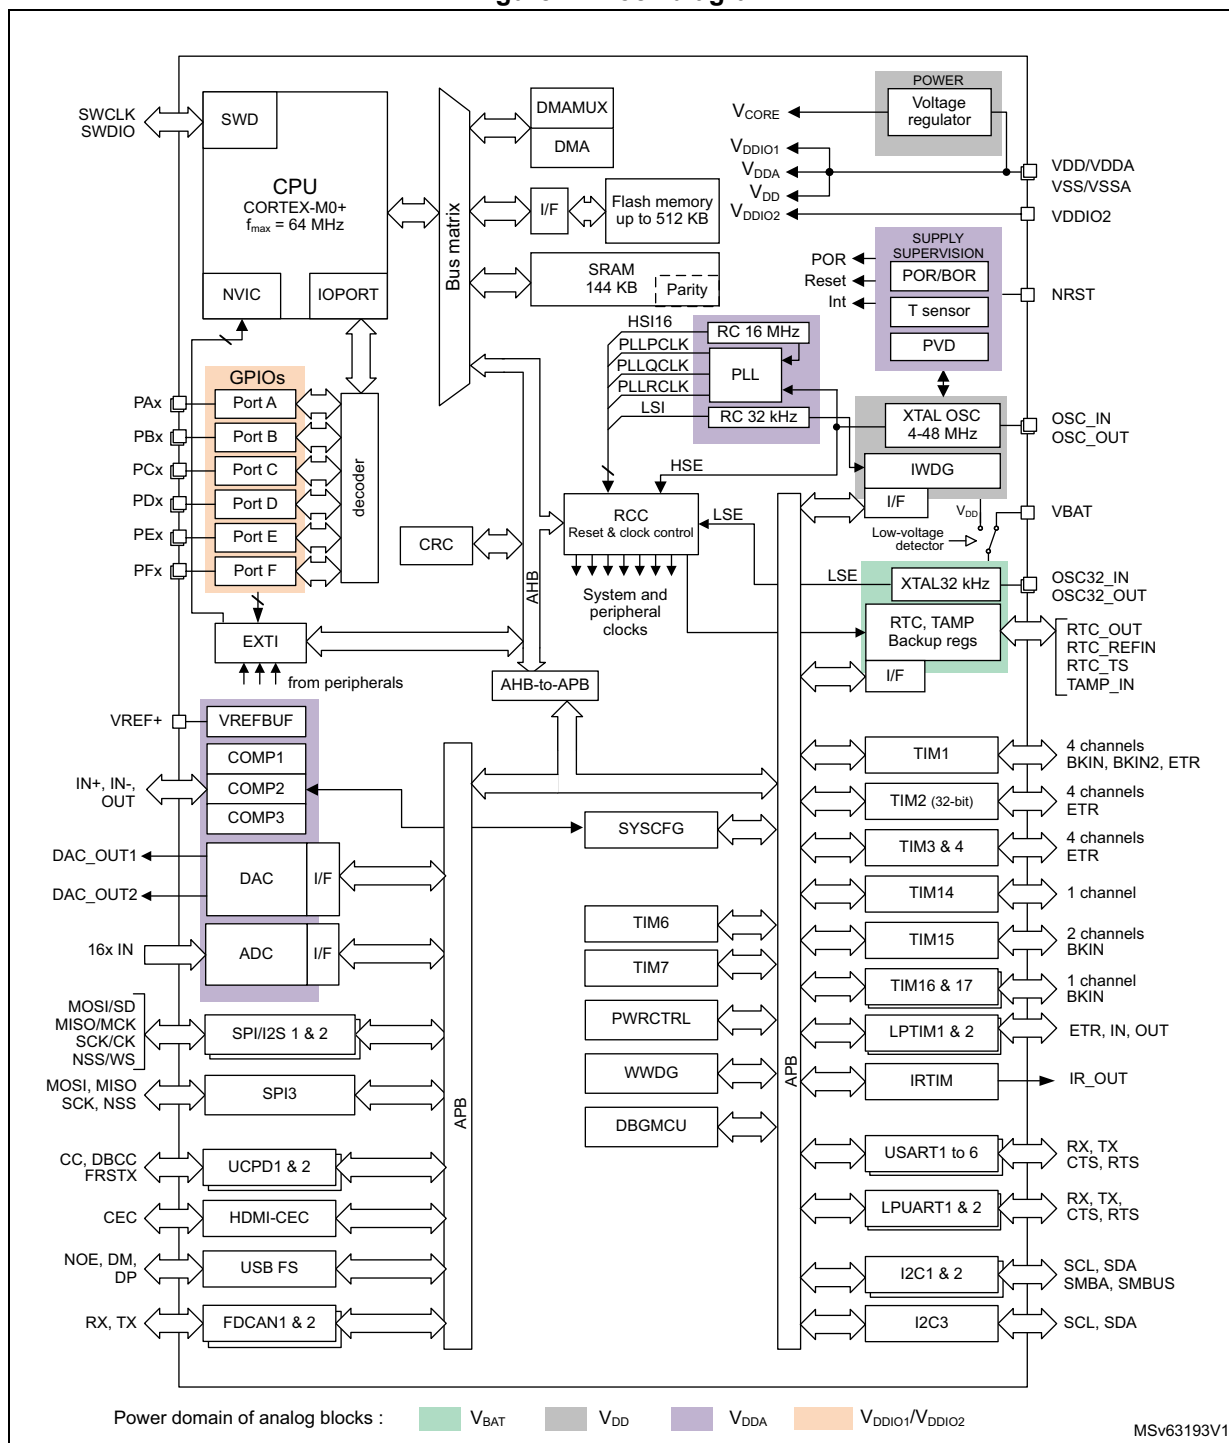 SWCLK
SWDIO
SWD
CPU
CORTEX-M0+
fmax = 64 MHz
NVIC
IOPORT
Bus matrix
DMAMUX
DMA
I/F
Flash memory
up to 512 KB
SRAM
144 KB
Parity
POWER
Voltage
regulator
VCORE
VDDIO1
VDDA
VDD
VDDIO2
VDD/VDDA
VSS/VSSA
VDDIO2
SUPPLY
SUPERVISION
POR/BOR
T sensor
PVD
POR
Reset
Int
NRST
HSI16
PLLPCLK
PLLQCLK
PLLRCLK
LSI
RC 16 MHz
PLL
RC 32 kHz
XTAL OSC
4-48 MHz
IWDG
I/F
OSC_IN
OSC_OUT
HSE
GPIOs
PAx
Port A
PBx
Port B
PCx
Port C
PDx
Port D
PEx
Port E
PFx
Port F
decoder
CRC
RCC
Reset & clock control
LSE
VDD
Low-voltage
detector
VBAT
LSE
XTAL32 kHz
OSC32_IN
OSC32_OUT
RTC, TAMP
Backup regs
I/F
RTC_OUT
RTC_REFIN
RTC_TS
TAMP_IN
System and
peripheral
clocks
AHB
EXTI
from peripherals
AHB-to-APB
VREF+
VREFBUF
COMP1
COMP2
COMP3
IN+, IN-,
OUT
DAC_OUT1
DAC_OUT2
DAC
I/F
16x IN
ADC
I/F
MOSI/SD
MISO/MCK
SCK/CK
NSS/WS
SPI/I2S 1 & 2
MOSI, MISO
SCK, NSS
SPI3
CC, DBCC
FRSTX
UCPD1 & 2
CEC
HDMI-CEC
NOE, DM,
DP
USB FS
RX, TX
FDCAN1 & 2
APB
SYSCFG
TIM6
TIM7
PWRCTRL
WWDG
DBGMCU
APB
TIM1
4 channels
BKIN, BKIN2, ETR
TIM2 (32-bit)
4 channels
ETR
TIM3 & 4
4 channels
ETR
TIM14
1 channel
TIM15
2 channels
BKIN
TIM16 & 17
1 channel
BKIN
LPTIM1 & 2
ETR, IN, OUT
IRTIM
IR_OUT
USART1 to 6
RX, TX
CTS, RTS
LPUART1 & 2
RX, TX,
CTS, RTS
I2C1 & 2
SCL, SDA
SMBA, SMBUS
I2C3
SCL, SDA
Power domain of analog blocks :
VBAT
VDD
VDDA
VDDIO1/VDDIO2
MSv63193V1